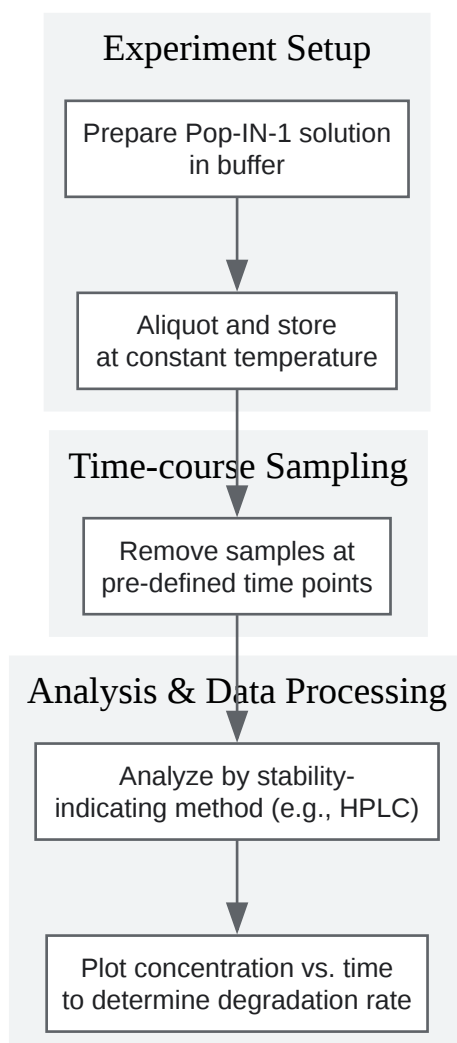 Experiment Setup
Prepare Pop-IN-1 solution
in buffer
Aliquot and store
at constant temperature
Time-course Sampling
Remove samples at
pre-defined time points
Analysis & Data Processing
Analyze by stability-
indicating method (e.g., HPLC)
Plot concentration vs. time
to determine degradation rate